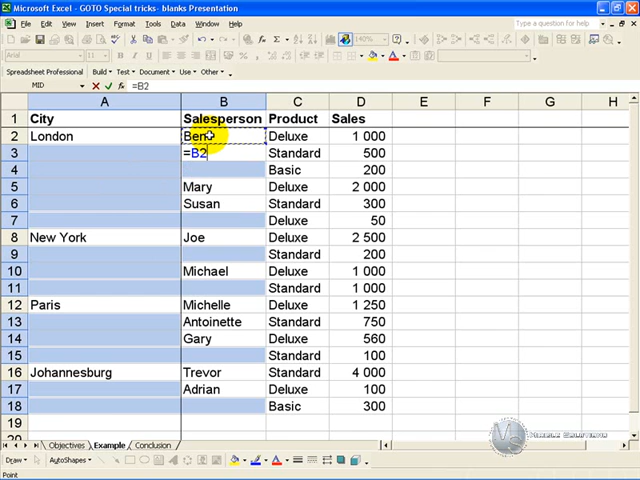 Microsoft Excel - GOTO Special tricks- blanks Presentation
File Edit View Insert Format Tools Data Window Help
Type a question for help
Spreadsheet Professional Build Test Document Use Other
MID =B2
A B C D E F G H
1 City Salesperson Product Sales
2 London Ben Deluxe 1 000
3 =B2 Standard 500
4 Basic 200
5 Mary Deluxe 2 000
6 Susan Standard 300
7 Deluxe 50
8 New York Joe Deluxe 2 500
9 Standard 200
10 Michael Deluxe 1 000
11 Standard 1 000
12 Paris Michelle Deluxe 1 250
13 Antoinette Standard 750
14 Gary Deluxe 560
15 Standard 100
16 Johannesburg Trevor Standard 4 000
17 Adrian Deluxe 100
18 Basic 300
19
20
Objectives Example Conclusion
Draw AutoShapes
Point